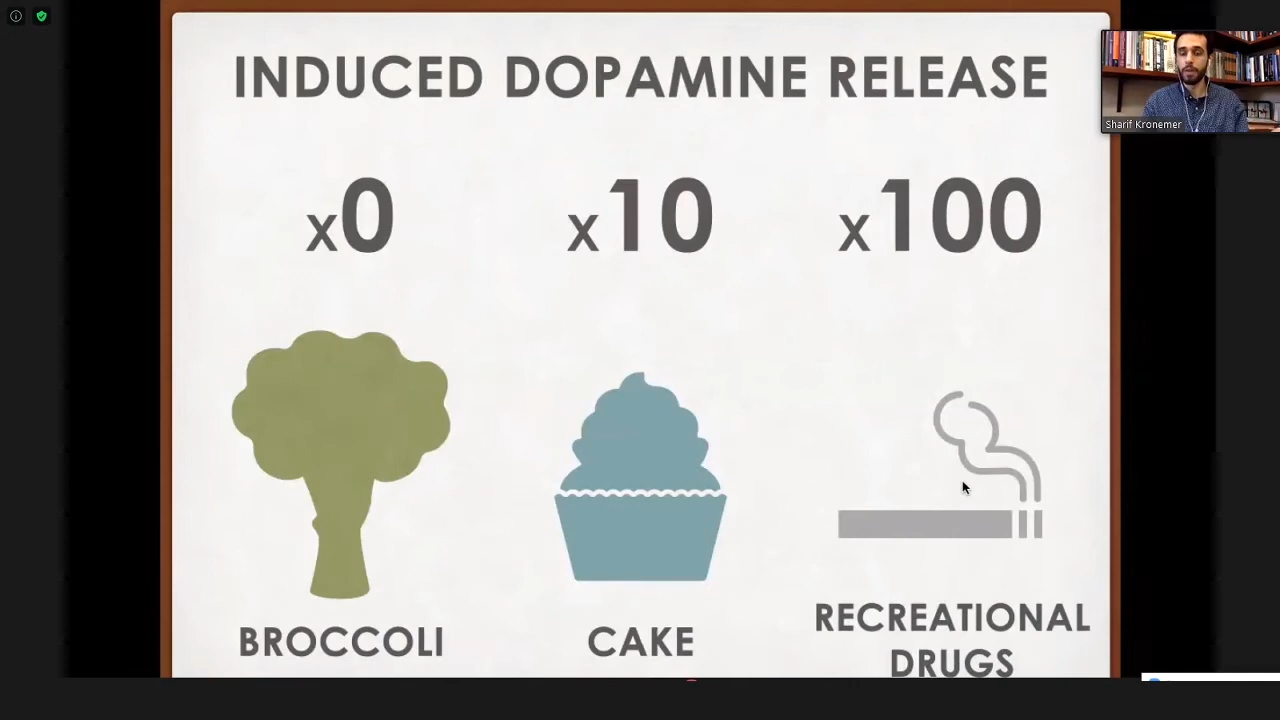 INDUCED DOPAMINE RELEASE
x0 x10 x100
BROCCOLI
CAKE
RECREATIONAL
DRUGS
Sharif Kronemer